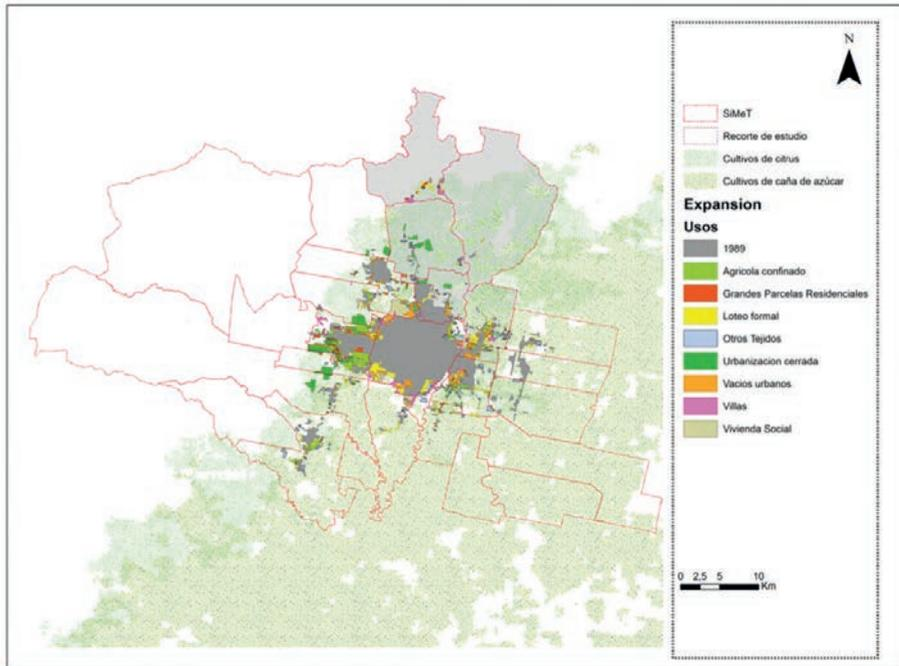 N
SiMeT
Recorte de estudio
Cultivos de citrus
Cultivos de caña de azúcar
Expansion
Usos
1989
Agricola confinado
Grandes Parcelas Residenciales
Loteo formal
Otros Tejidos
Urbanizacion cerrada
Vacios urbanos
Villas
Vivienda Social
0 2,5 5 10
Km